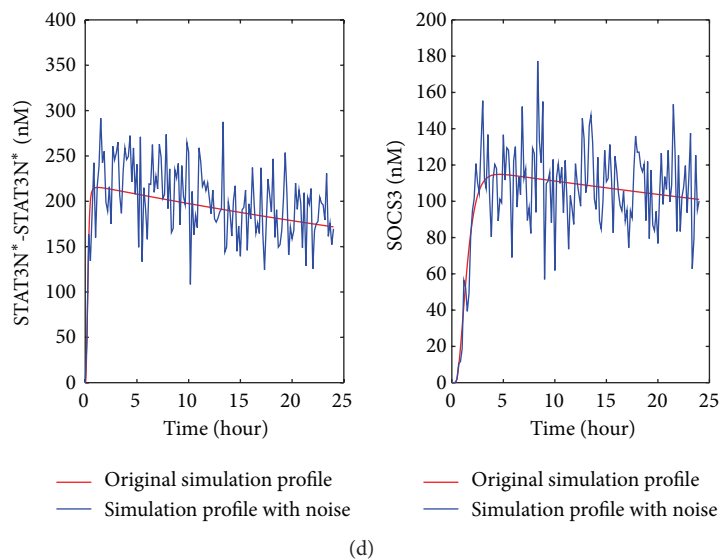 400
350
300
250
200
150
100
50
0
STAT3N*-STAT3N* (nM)
0 5 10 15 20 25
Time (hour)
Original simulation profile
Simulation profile with noise
200
180
160
140
120
100
80
60
40
20
0
SOCS3 (nM)
0 5 10 15 20 25
Time (hour)
Original simulation profile
Simulation profile with noise
(d)